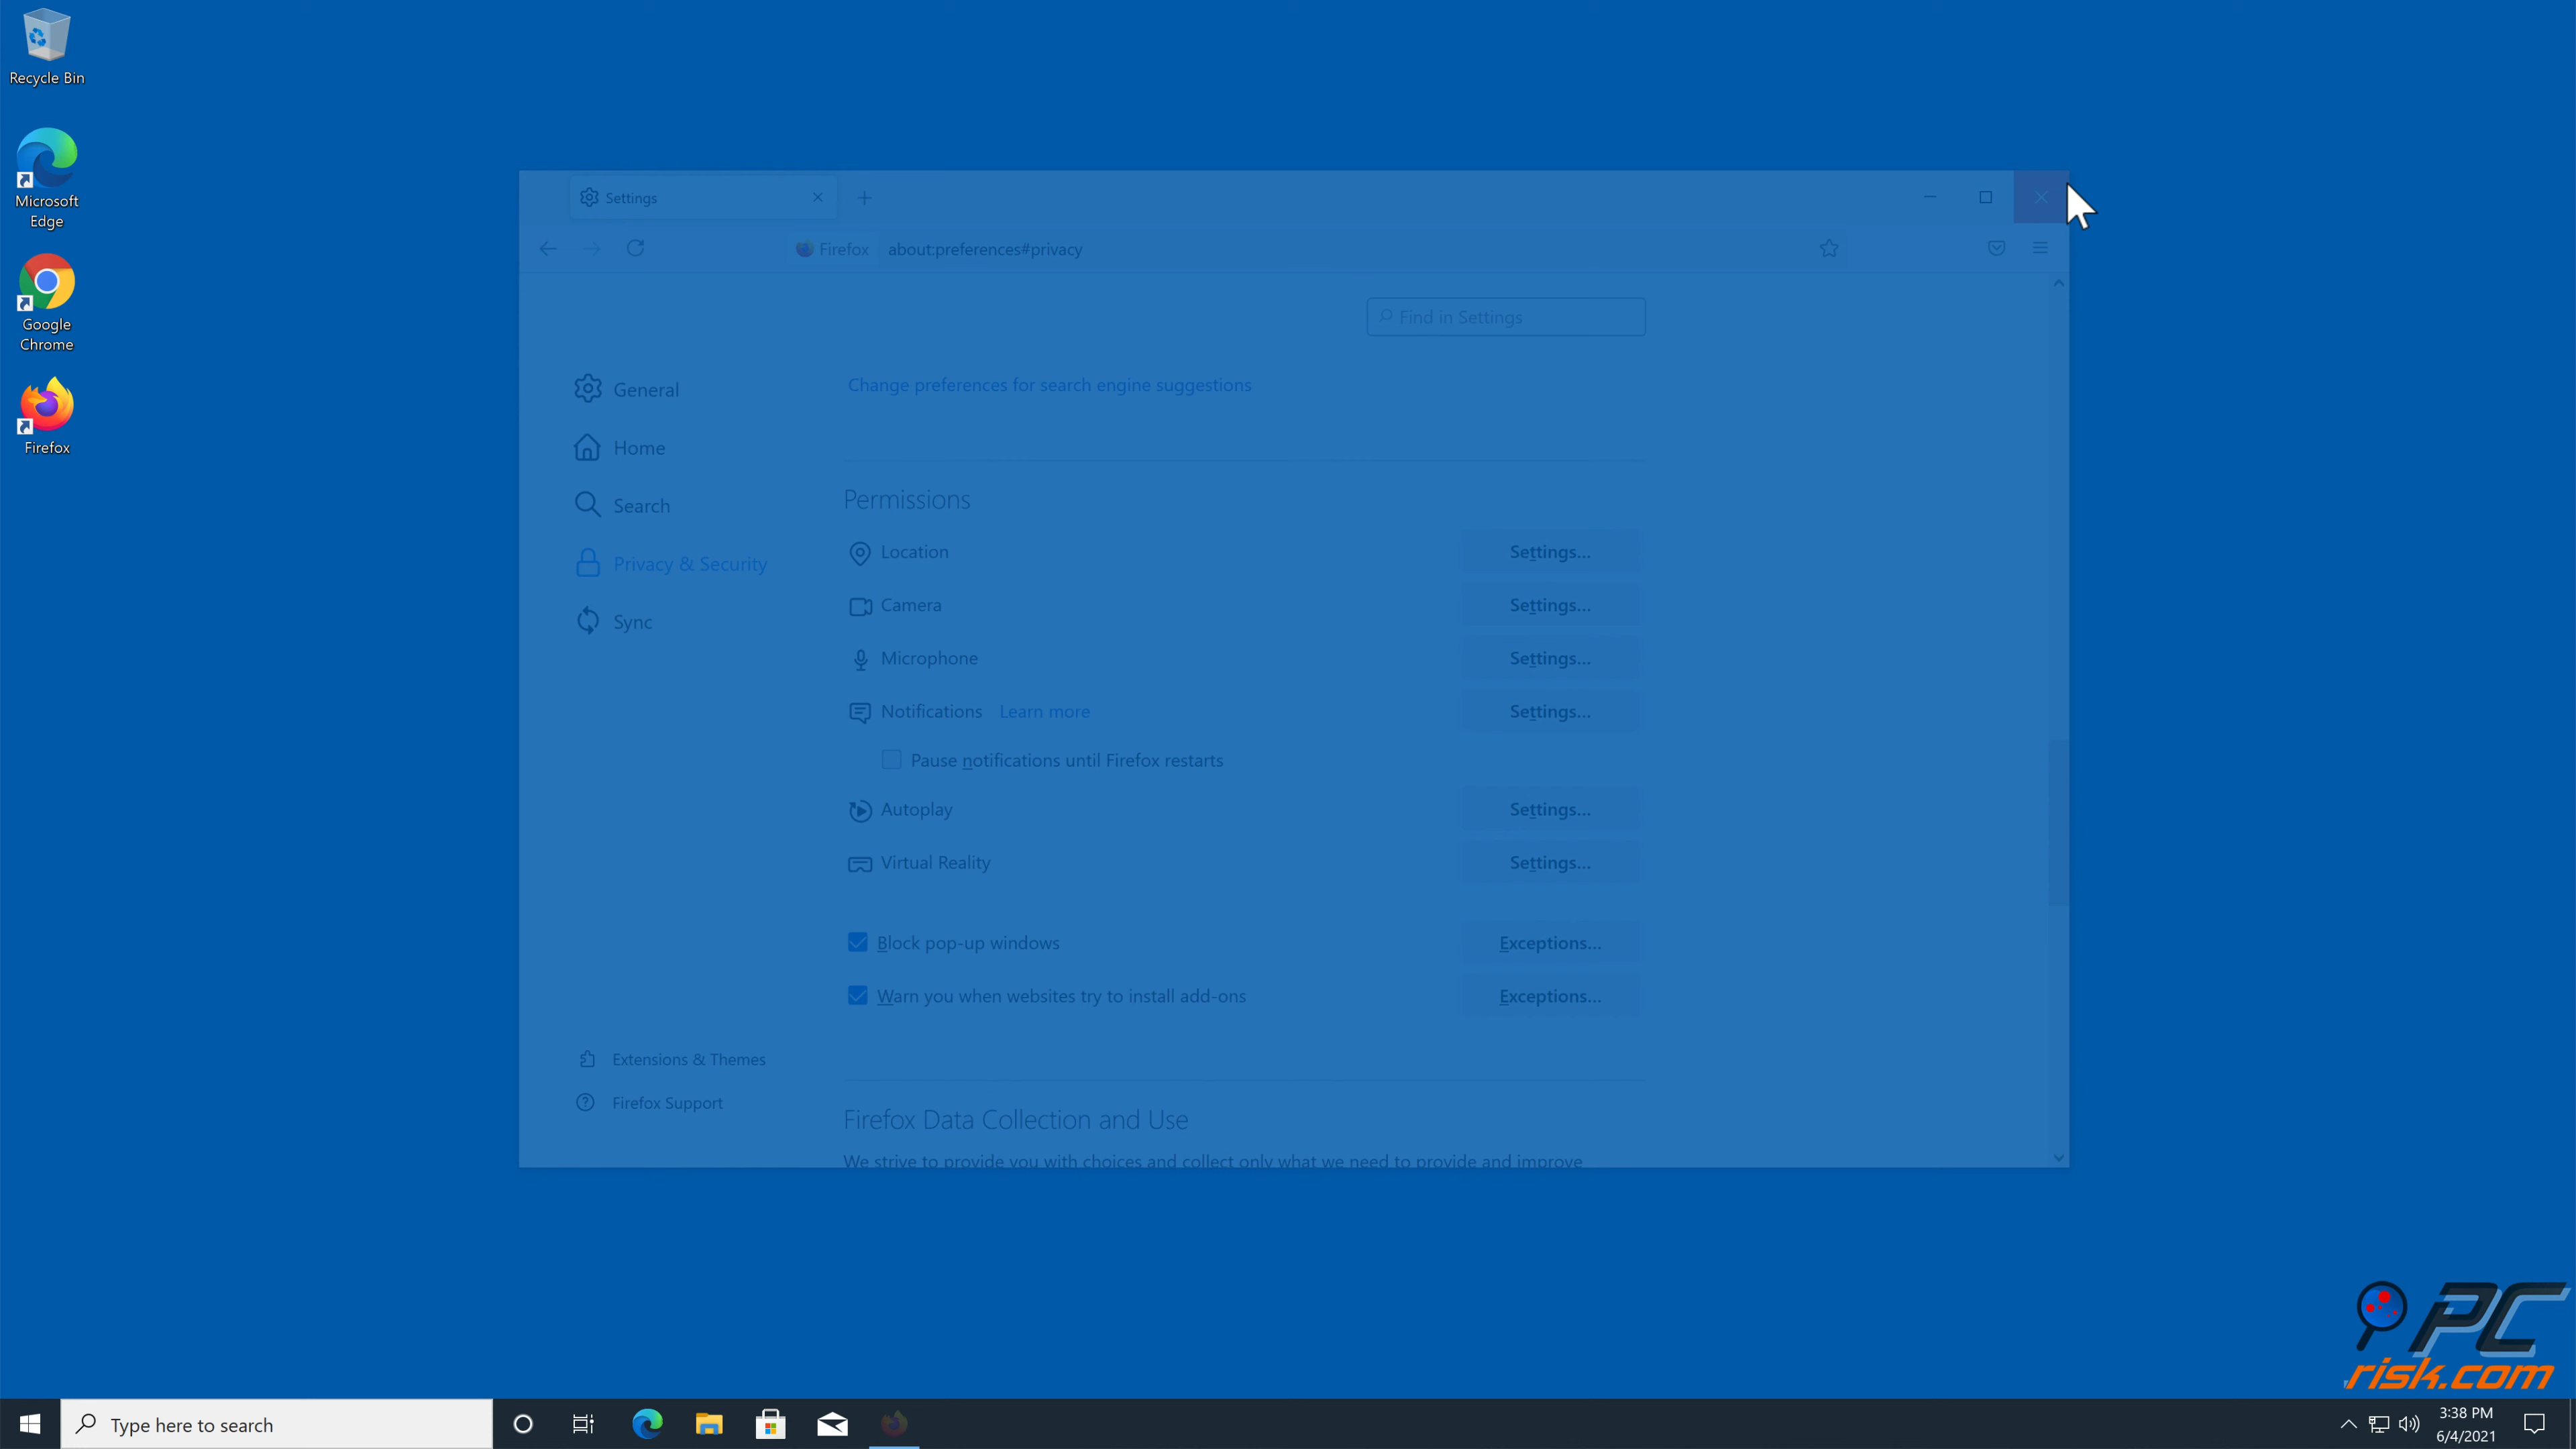 Recycle Bin
Microsoft
Edge
Google
Chrome
Firefox
Settings
Firefox about:preferences#privacy
Find in Settings
General
Home
Search
Privacy & Security
Sync
Extensions & Themes
Firefox Support
Change preferences for search engine suggestions
Permissions
Location Settings...
Camera Settings...
Microphone Settings...
Notifications Learn more Settings...
Pause notifications until Firefox restarts
Autoplay Settings...
Virtual Reality Settings...
Block pop-up windows Exceptions...
Warn you when websites try to install add-ons Exceptions...
Firefox Data Collection and Use
We strive to provide you with choices and collect only what we need to provide and improve
PC
risk.com
Type here to search
3:38 PM
6/4/2021